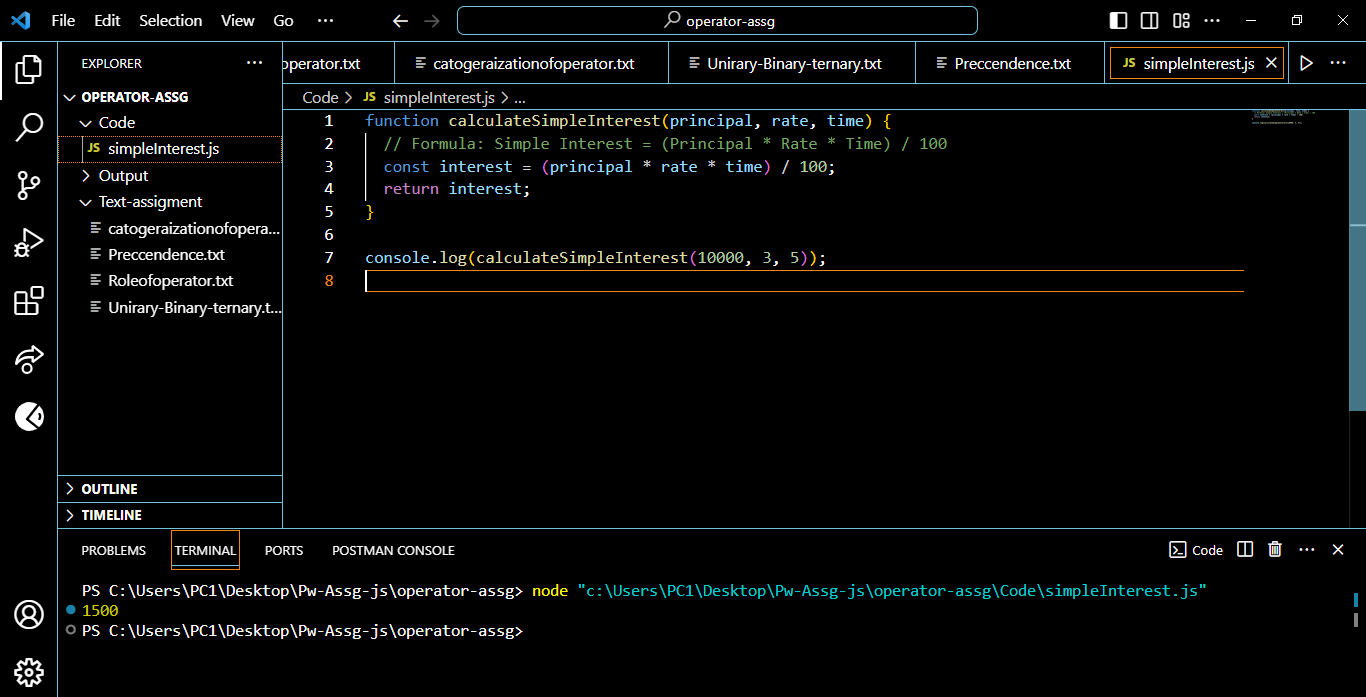 File Edit Selection View Go ··· operator-assg
EXPLORER ···
operator.txt catogeraizationofoperator.txt Unirary-Binary-ternary.txt Preccendence.txt JS simpleInterest.js
OPERATOR-ASSG
Code
JS simpleInterest.js
Output
Text-assigment
catogeraizationofopera...
Preccendence.txt
Roleofoperator.txt
Unirary-Binary-ternary.t...
OUTLINE
TIMELINE
Code > JS simpleInterest.js > ...
1 function calculateSimpleInterest(principal, rate, time) {
2 // Formula: Simple Interest = (Principal * Rate * Time) / 100
3 const interest = (principal * rate * time) / 100;
4 return interest;
5 }
6
7 console.log(calculateSimpleInterest(10000, 3, 5));
8
PROBLEMS TERMINAL PORTS POSTMAN CONSOLE Code
PS C:\Users\PC1\Desktop\Pw-Assg-js\operator-assg> node "c:\Users\PC1\Desktop\Pw-Assg-js\operator-assg\Code\simpleInterest.js"
1500
PS C:\Users\PC1\Desktop\Pw-Assg-js\operator-assg>